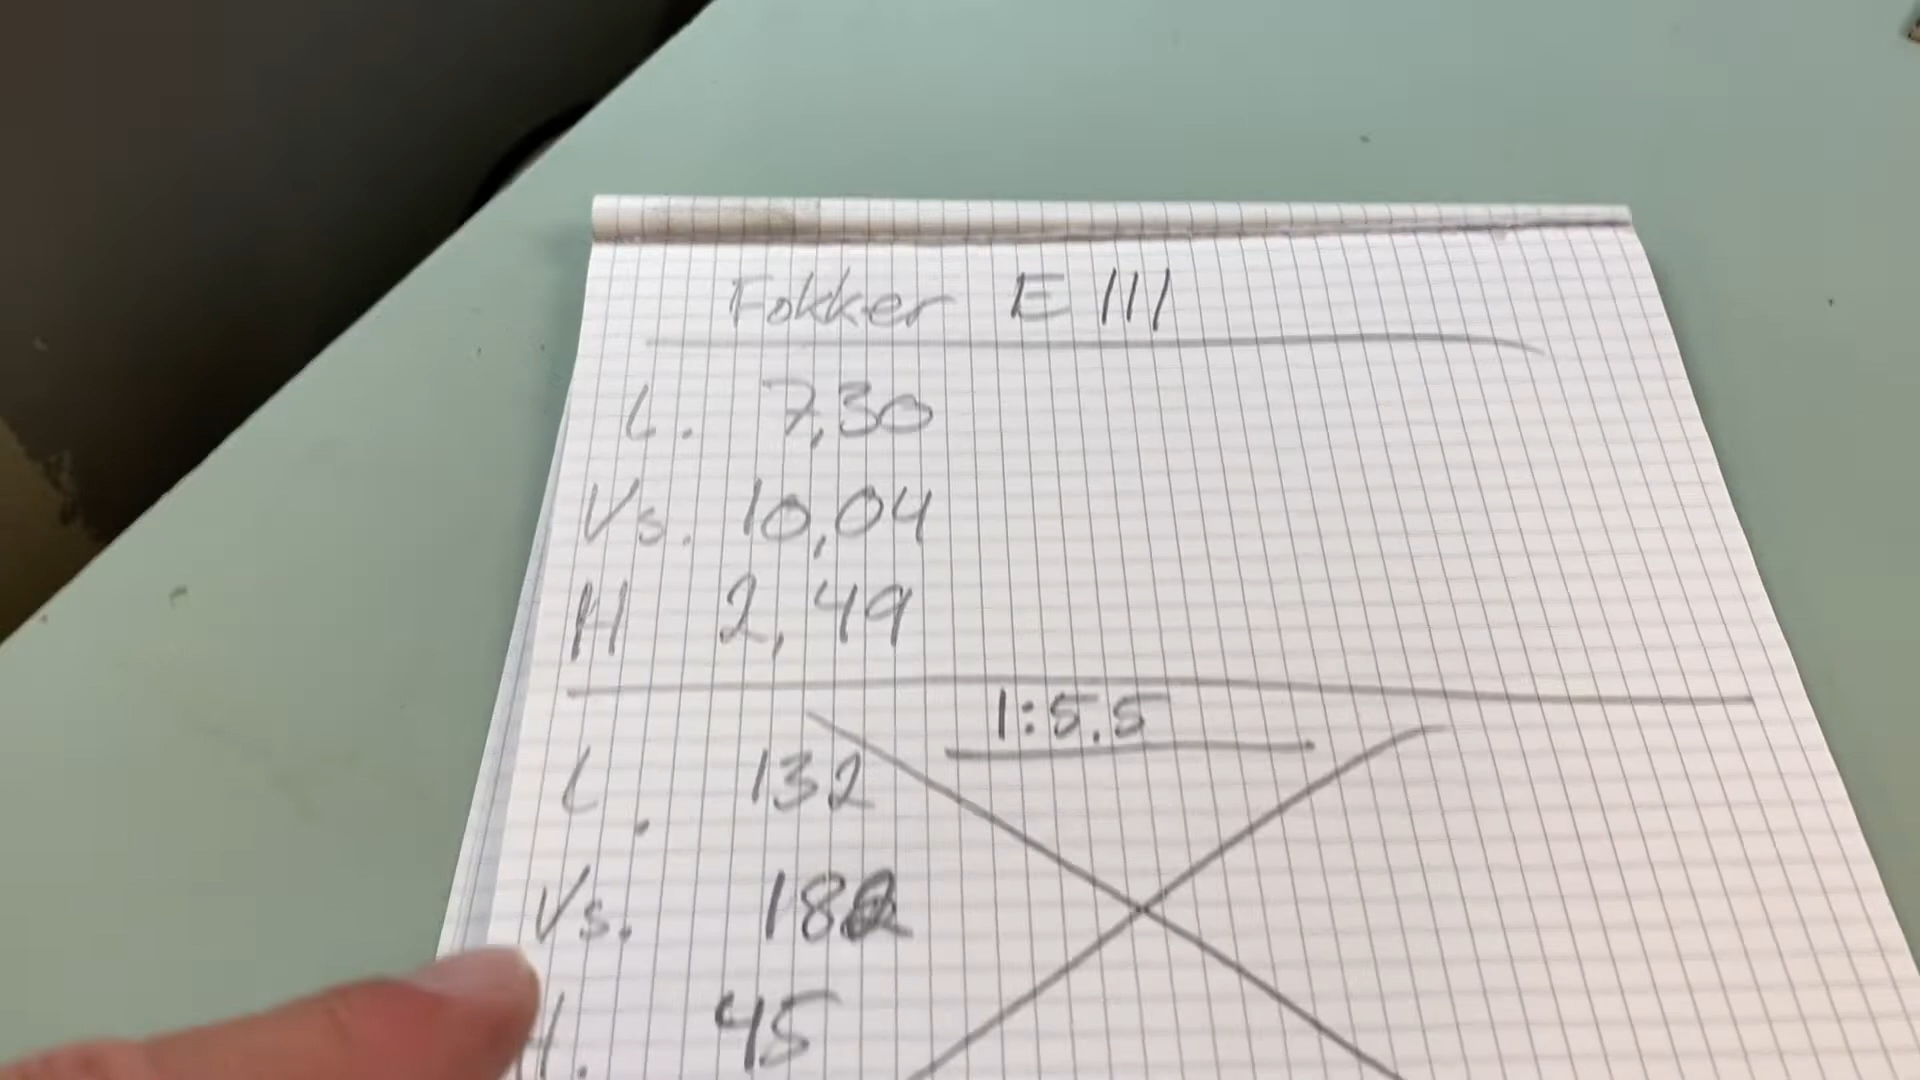 Fokker E III
L. 7,30
Vs. 10,04
H 2,49
1:5.5
L. 132
Vs. 182
45